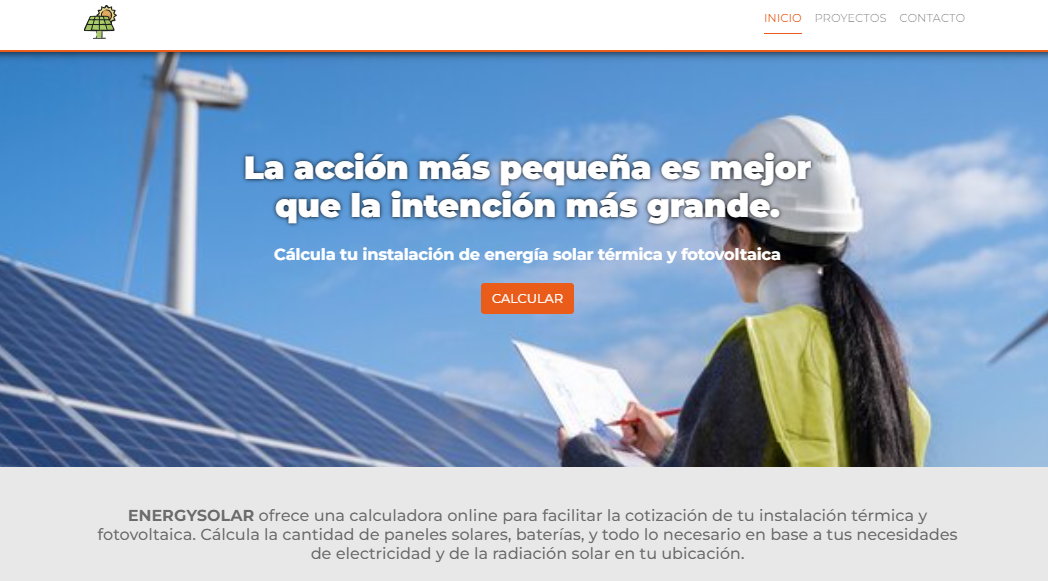 INICIO PROYECTOS CONTACTO
La acción más pequeña es mejor
que la intención más grande.
Cálcula tu instalación de energía solar térmica y fotovoltaica
CALCULAR
ENERGYSOLAR ofrece una calculadora online para facilitar la cotización de tu instalación térmica y
fotovoltaica. Cálcula la cantidad de paneles solares, baterías, y todo lo necesario en base a tus necesidades
de electricidad y de la radiación solar en tu ubicación.